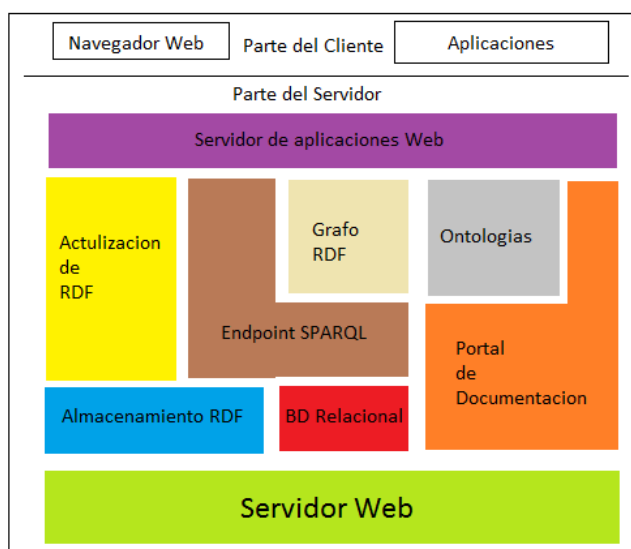 Navegador Web
Parte del Cliente
Aplicaciones
Parte del Servidor
Servidor de aplicaciones Web
Actulizacion
de
RDF
Grafo
RDF
Ontologias
Endpoint SPARQL
Portal
de
Documentacion
Almacenamiento RDF
BD Relacional
Servidor Web